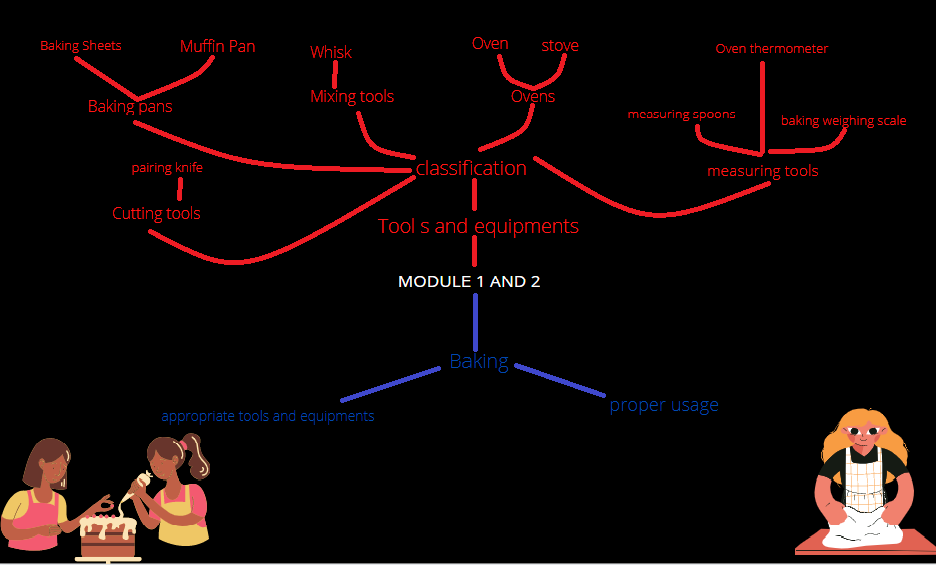 Baking Sheets
Muffin Pan
Whisk
Oven
stove
Oven thermometer
Baking pans
Mixing tools
Ovens
measuring spoons
baking weighing scale
pairing knife
classification
measuring tools
Cutting tools
Tool s and equipments
MODULE 1 AND 2
Baking
appropriate tools and equipments
proper usage